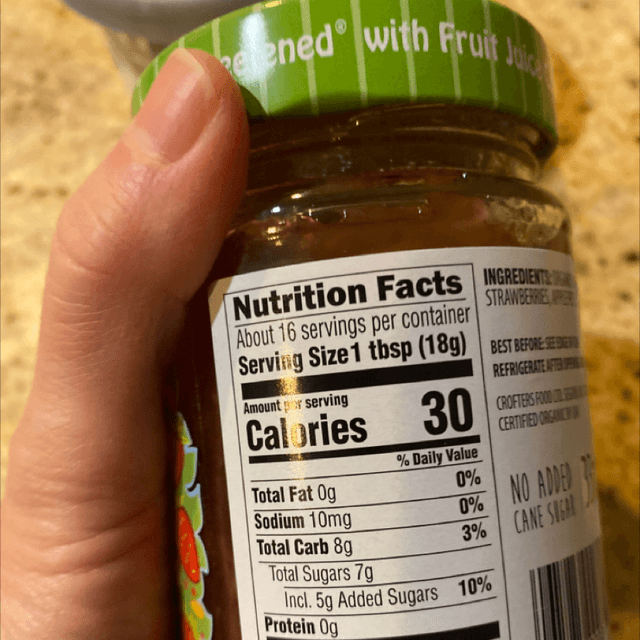 eetened® with Fruit Juic
Nutrition Facts
About 16 servings per container
Serving Size 1 tbsp (18g)
Amount per serving
Calories 30
% Daily Value
Total Fat 0g 0%
Sodium 10mg 0%
Total Carb 8g 3%
Total Sugars 7g
Incl. 5g Added Sugars 10%
Protein 0g
INGREDIENTS:
STRAWBERRIES,
BEST BEFORE: SEE
REFRIGERATE AFTER
CROFTERS FOOD LTD.
CERTIFIED ORGANIC BY
NO ADDED
CANE SUGAR